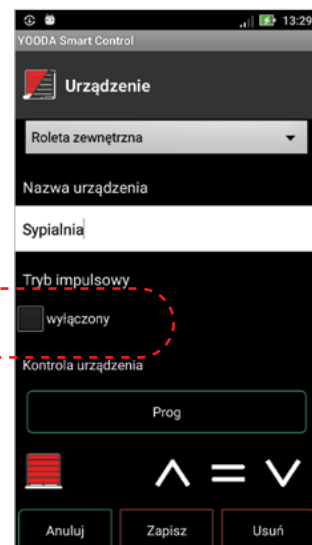 13:29
YOODA Smart Control
Urządzenie
Roleta zewnętrzna
Nazwa urządzenia
Sypialnia
Tryb impulsowy
wyłączony
Kontrola urządzenia
Prog
Anuluj Zapisz Usuń